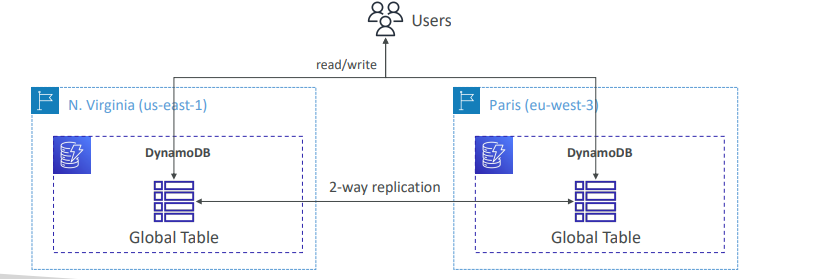 Users
read/write
N. Virginia (us-east-1)
Paris (eu-west-3)
DynamoDB
DynamoDB
2-way replication
Global Table
Global Table